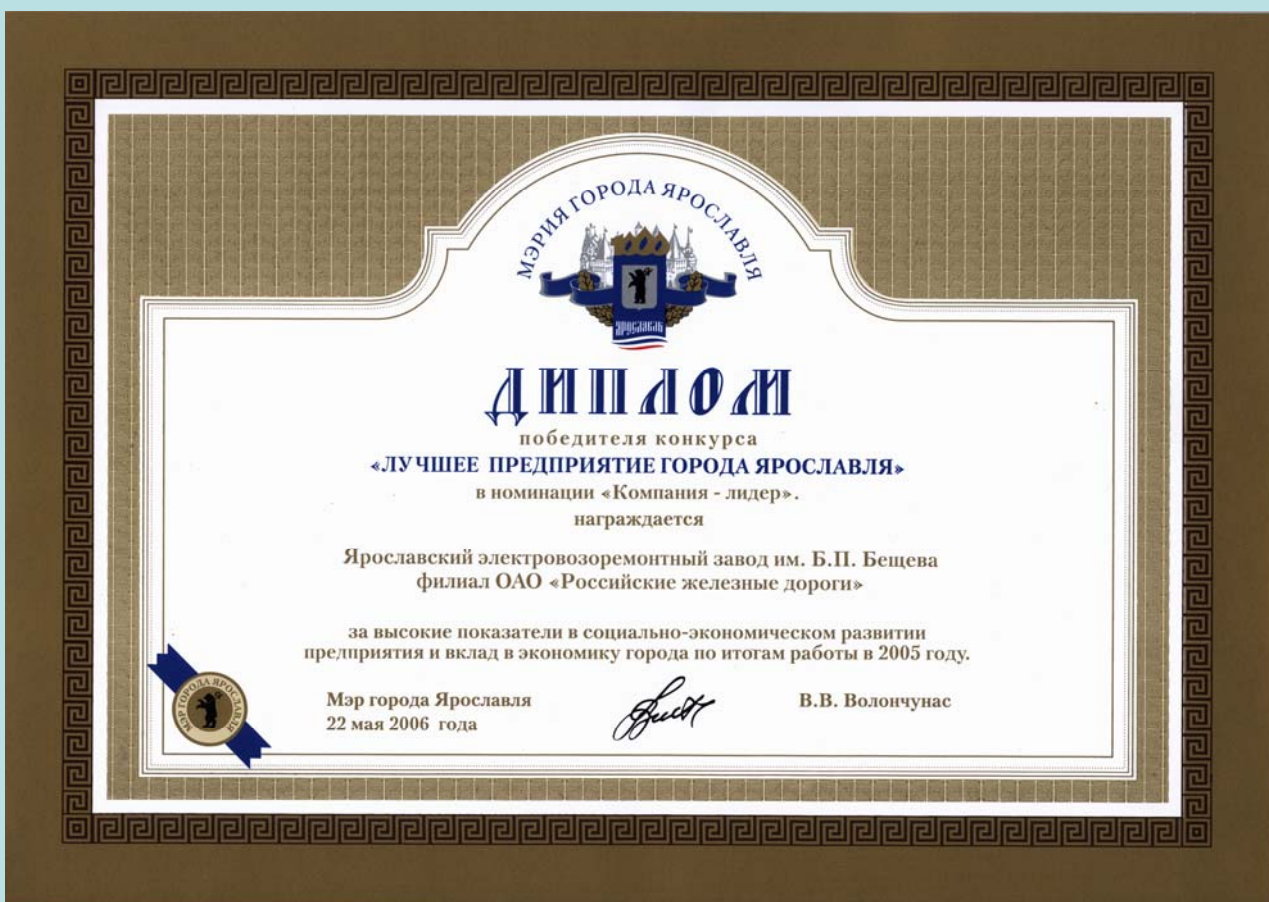 МЭРИЯ ГОРОДА ЯРОСЛАВЛЯ
1000
ЯРОСЛАВЛЬ
ДИПЛОМ
победителя конкурса
«ЛУЧШЕЕ ПРЕДПРИЯТИЕ ГОРОДА ЯРОСЛАВЛЯ»
в номинации «Компания - лидер».
награждается
Ярославский электровозоремонтный завод им. Б.П. Бещева
филиал ОАО «Российские железные дороги»
за высокие показатели в социально-экономическом развитии
предприятия и вклад в экономику города по итогам работы в 2005 году.
Мэр города Ярославля
22 мая 2006 года
В.В. Волончунас
МЭР ГОРОДА ЯРОСЛАВЛЯ